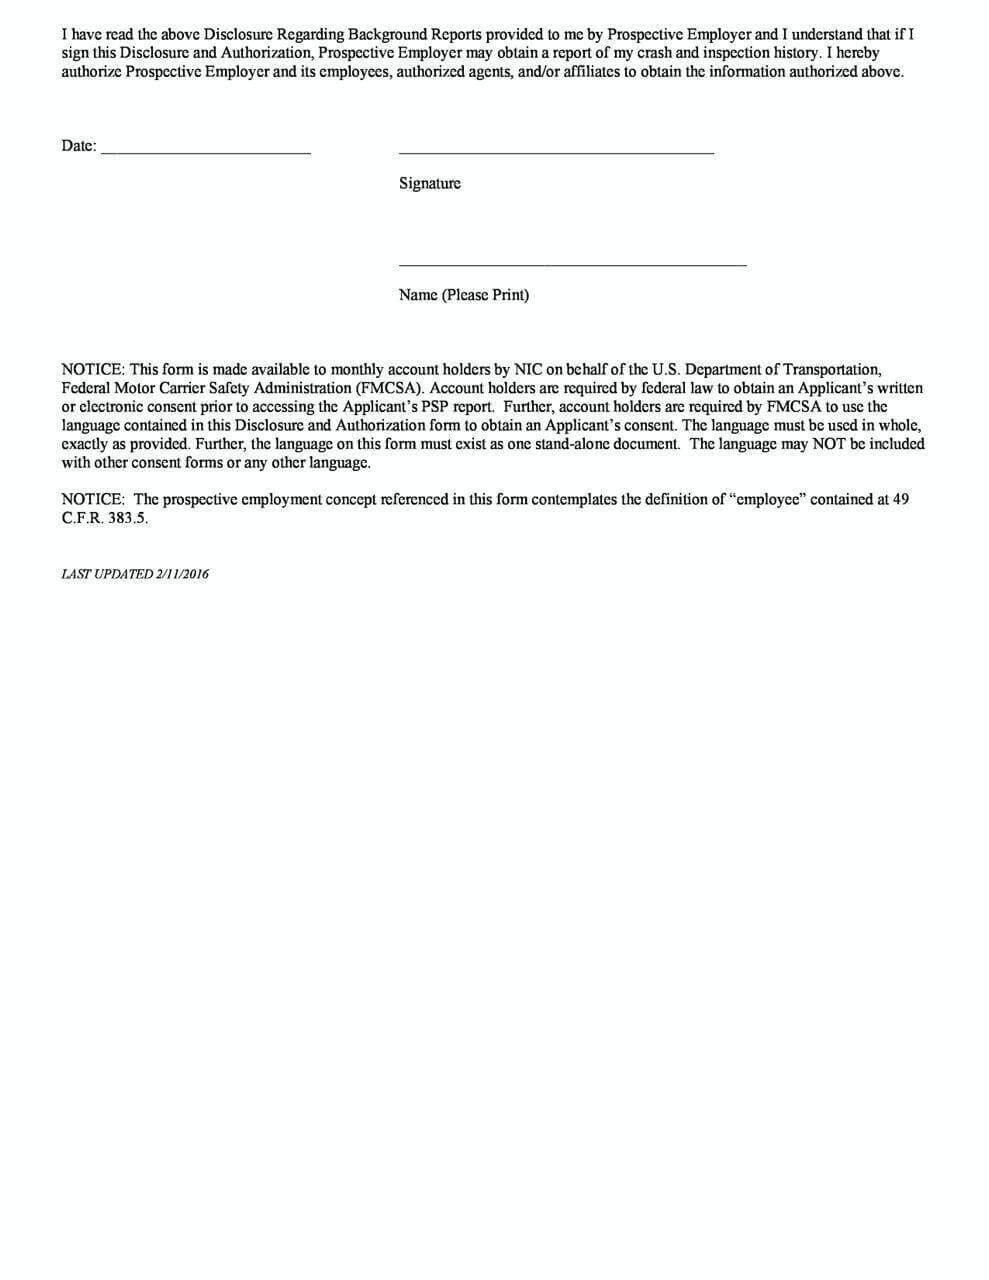 I have read the above Disclosure Regarding Background Reports provided to me by Prospective Employer and I understand that if I
sign this Disclosure and Authorization, Prospective Employer may obtain a report of my crash and inspection history. I hereby
authorize Prospective Employer and its employees, authorized agents, and/or affiliates to obtain the information authorized above.
Date: __________________________ _______________________________________
Signature
___________________________________________
Name (Please Print)
NOTICE: This form is made available to monthly account holders by NIC on behalf of the U.S. Department of Transportation,
Federal Motor Carrier Safety Administration (FMCSA). Account holders are required by federal law to obtain an Applicant’s written
or electronic consent prior to accessing the Applicant’s PSP report.  Further, account holders are required by FMCSA to use the
language contained in this Disclosure and Authorization form to obtain an Applicant’s consent. The language must be used in whole,
exactly as provided. Further, the language on this form must exist as one stand-alone document.  The language may NOT be included
with other consent forms or any other language.
NOTICE:  The prospective employment concept referenced in this form contemplates the definition of “employee” contained at 49
C.F.R. 383.5.
LAST UPDATED 2/11/2016